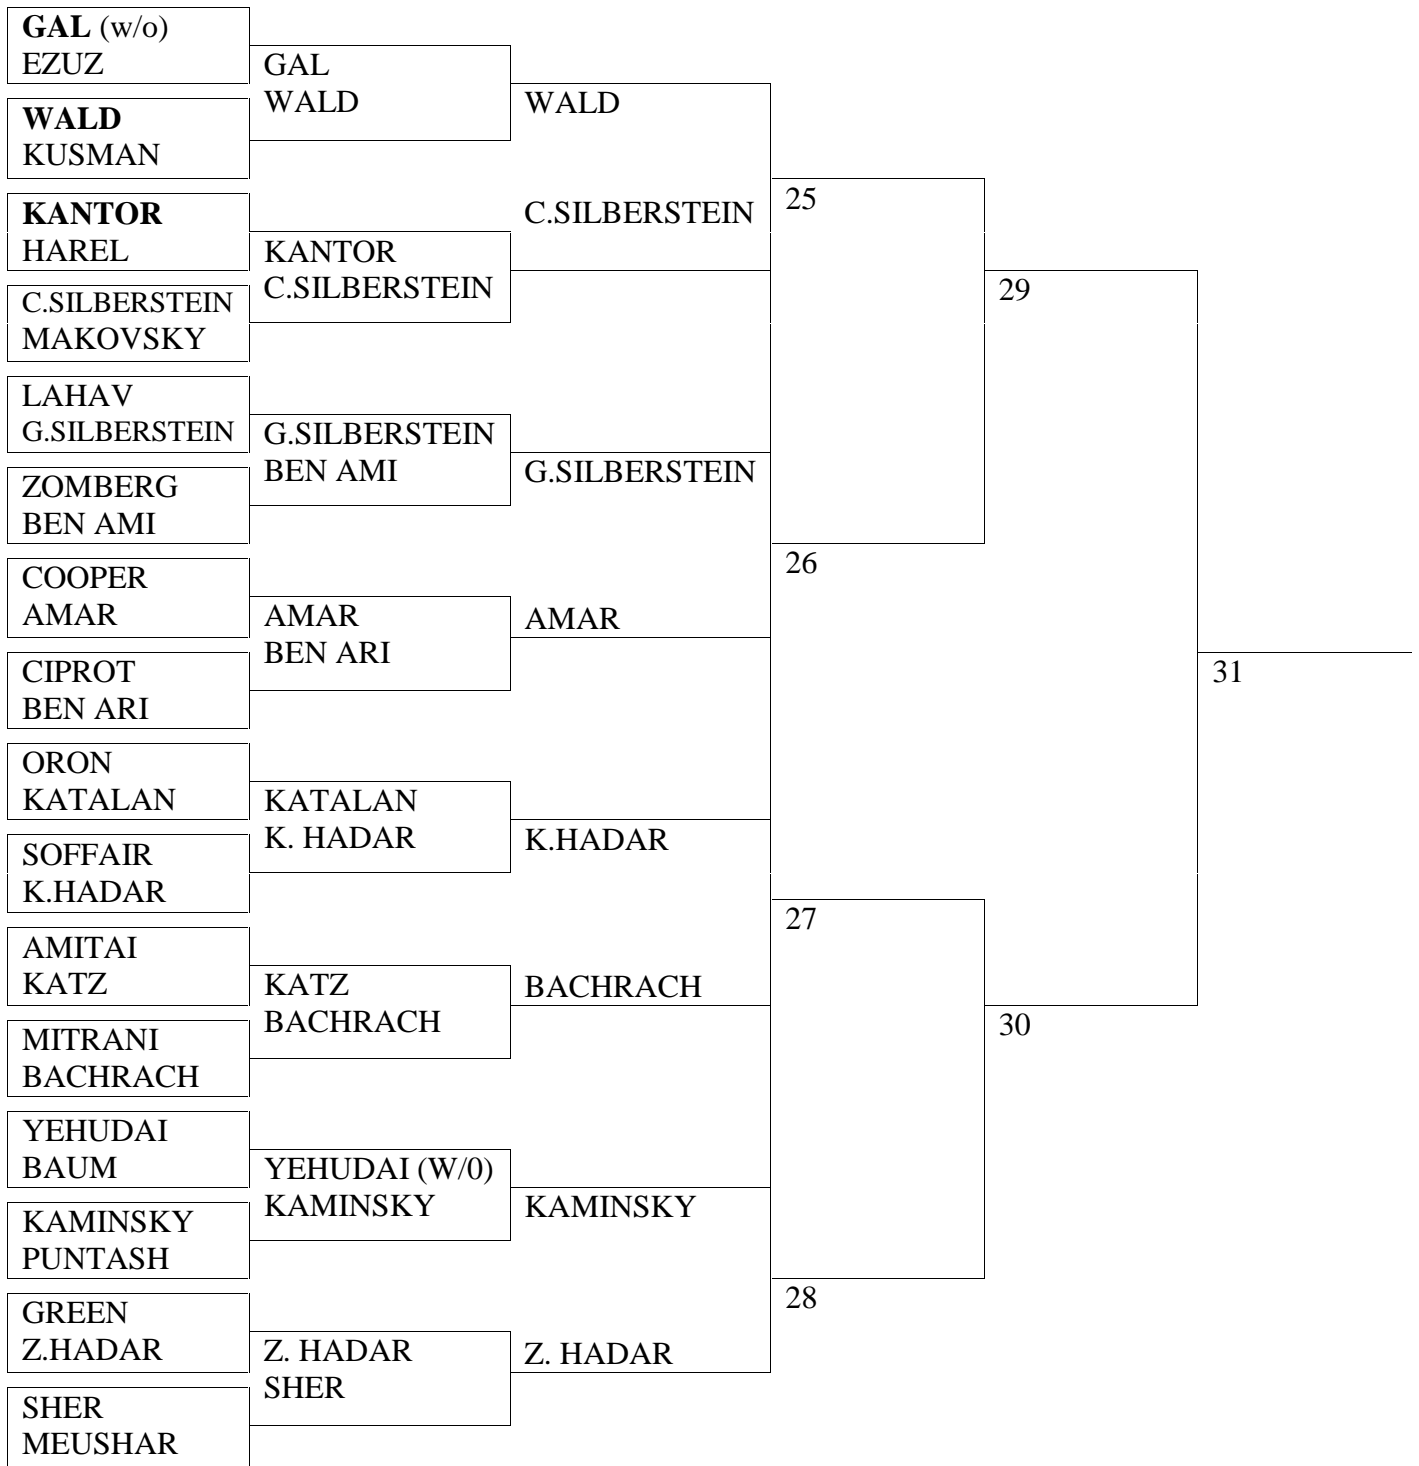 GAL (w/o)
EZUZ
WALD
KUSMAN
KANTOR
HAREL
C.SILBERSTEIN
MAKOVSKY
LAHAV
G.SILBERSTEIN
ZOMBERG
BEN AMI
COOPER
AMAR
CIPROT
BEN ARI
ORON
KATALAN
SOFFAIR
K.HADAR
AMITAI
KATZ
MITRANI
BACHRACH
YEHUDAI
BAUM
KAMINSKY
PUNTASH
GREEN
Z.HADAR
SHER
MEUSHAR
GAL
WALD
KANTOR
C.SILBERSTEIN
G.SILBERSTEIN
BEN AMI
AMAR
BEN ARI
KATALAN
K. HADAR
KATZ
BACHRACH
YEHUDAI (W/0)
KAMINSKY
Z. HADAR
SHER
WALD
C.SILBERSTEIN
G.SILBERSTEIN
AMAR
K.HADAR
BACHRACH
KAMINSKY
Z. HADAR
25
26
27
28
29
30
31